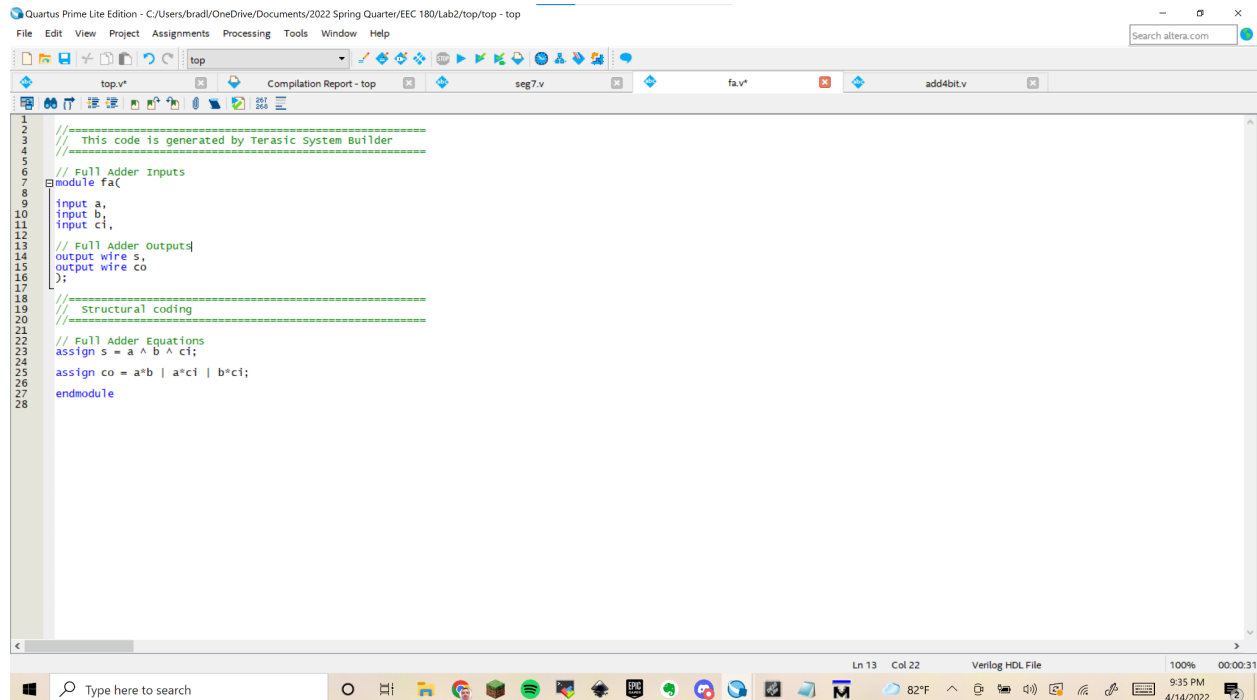 Quartus Prime Lite Edition - C:/Users/bradl/OneDrive/Documents/2022 Spring Quarter/EEC 180/Lab2/top/top - top
File Edit View Project Assignments Processing Tools Window Help
Search altera.com
top
top.v* Compilation Report - top seg7.v fa.v* add4bit.v
267
268
1
2 //=======================================================
3 // This code is generated by Terasic System Builder
4 //=======================================================
5
6 // Full Adder Inputs
7 module fa(
8
9 input a,
10 input b,
11 input ci,
12
13 // Full Adder Outputs
14 output wire s,
15 output wire co
16 );
17
18 //=======================================================
19 // Structural coding
20 //=======================================================
21
22 // Full Adder Equations
23 assign s = a ^ b ^ ci;
24
25 assign co = a*b | a*ci | b*ci;
26
27 endmodule
28
Ln 13 Col 22 Verilog HDL File 100% 00:00:31
Type here to search
EPIC
82°F
9:35 PM
4/14/2022